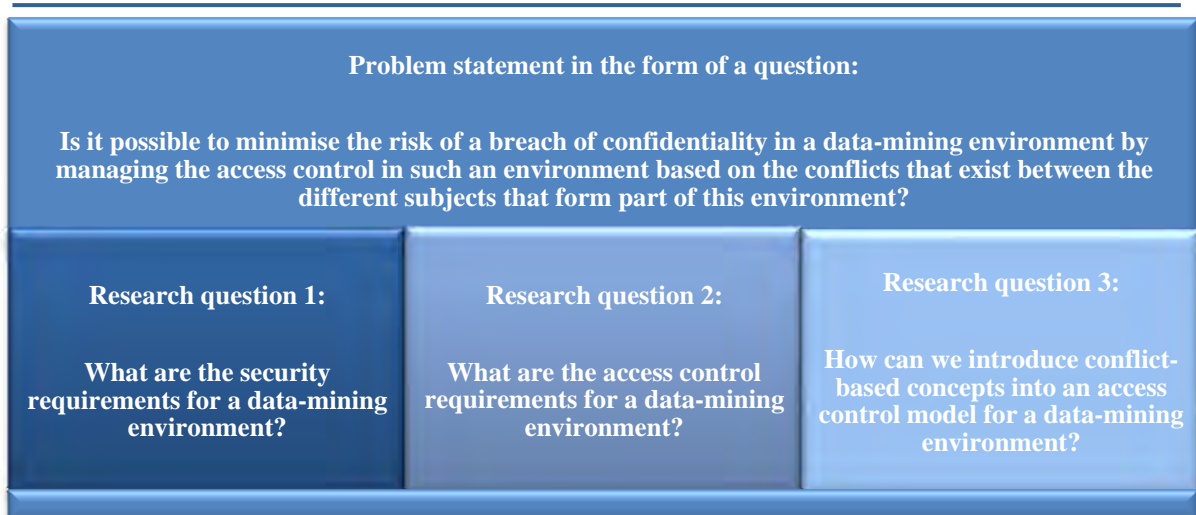 Problem statement in the form of a question:
Is it possible to minimise the risk of a breach of confidentiality in a data-mining environment by
managing the access control in such an environment based on the conflicts that exist between the
different subjects that form part of this environment?
Research question 1:
What are the security
requirements for a data-mining
environment?
Research question 2:
What are the access control
requirements for a data-mining
environment?
Research question 3:
How can we introduce conflict-
based concepts into an access
control model for a data-mining
environment?